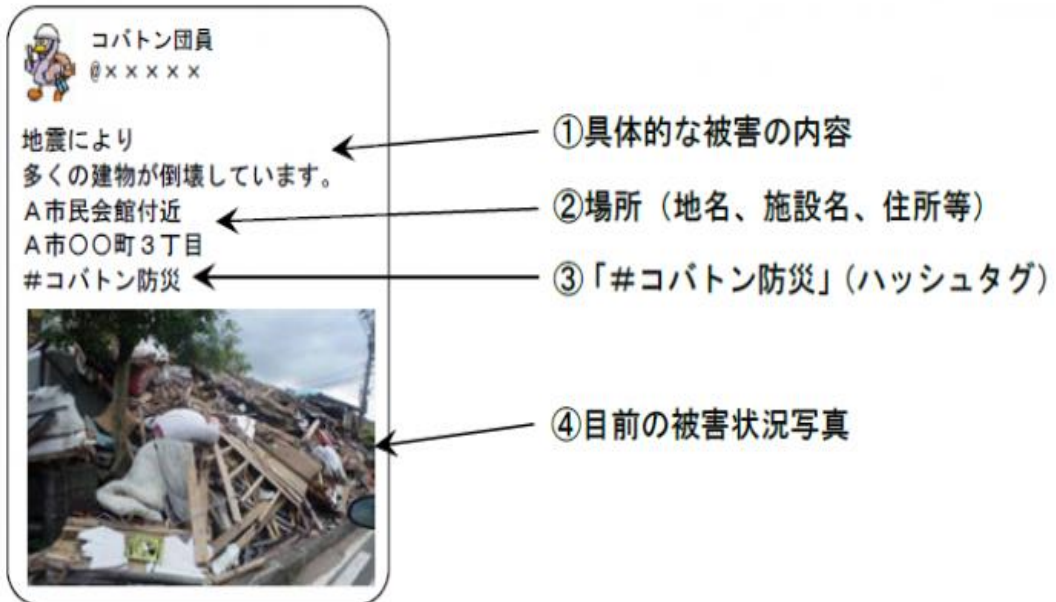 コバトン団員
@×××××
地震により
多くの建物が倒壊しています。
A市民会館付近
A市〇〇町3丁目
#コバトン防災
①具体的な被害の内容
②場所（地名、施設名、住所等）
③「#コバトン防災」(ハッシュタグ)
④目前の被害状況写真